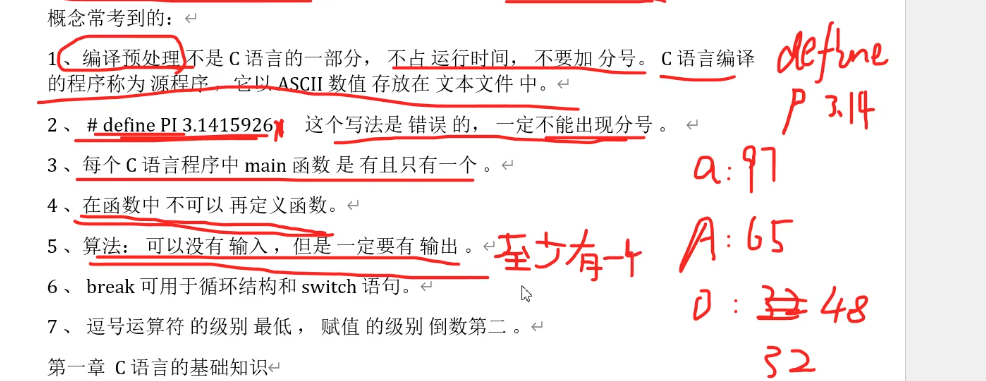 概念常考到的：
1、编译预处理 不是 C 语言的一部分， 不占 运行时间， 不要加 分号。 C 语言编译
的程序称为 源程序， 它以 ASCII 数值 存放在 文本文件 中。
2 、 # define PI 3.1415926; 这个写法是 错误 的， 一定不能出现分号 。
3 、 每个 C 语言程序中 main 函数 是 有且只有一个 。
4 、 在函数中 不可以 再定义函数。
5 、 算法： 可以没有 输入 ，但是 一定要有 输出 。
至少有一个
6 、 break 可用于循环结构和 switch 语句。
7 、 逗号运算符 的级别 最低 ， 赋值 的级别 倒数第二 。
第一章 C 语言的基础知识
define
P 3.14
a:97
A:65
0: 32 48
32